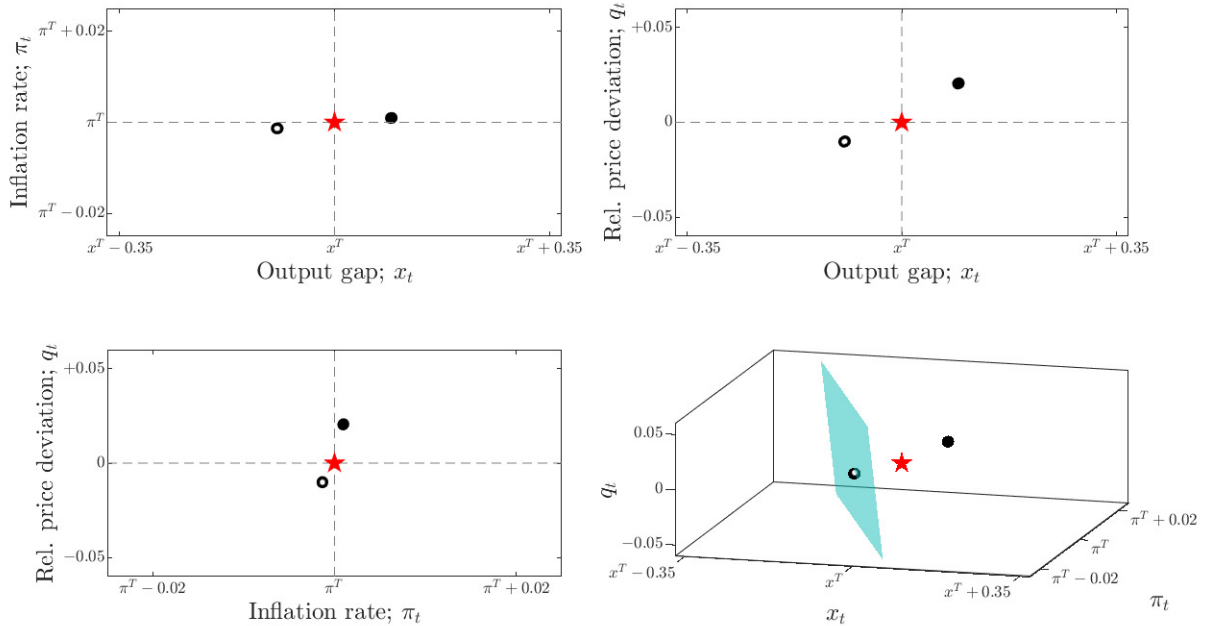 π^T + 0.02
π^T
π^T − 0.02
Inflation rate; π_t
x^T − 0.35
x^T
x^T + 0.35
Output gap; x_t
+0.05
0
−0.05
Rel. price deviation; q_t
x^T − 0.35
x^T
x^T + 0.35
Output gap; x_t
+0.05
0
−0.05
Rel. price deviation; q_t
π^T − 0.02
π^T
π^T + 0.02
Inflation rate; π_t
0.05
0
−0.05
q_t
x^T − 0.35
x^T
x^T + 0.35
x_t
π^T + 0.02
π^T
π^T − 0.02
π_t